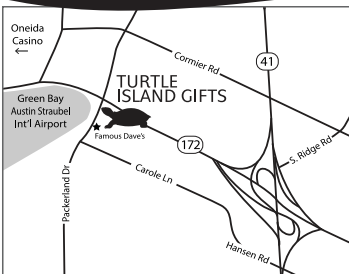 Oneida
Casino
←
Cormier Rd
41
TURTLE
ISLAND GIFTS
Green Bay
Austin Straubel
Int'l Airport
Famous Dave's
172
S. Ridge Rd
Carole Ln
Packerland Dr
Hansen Rd